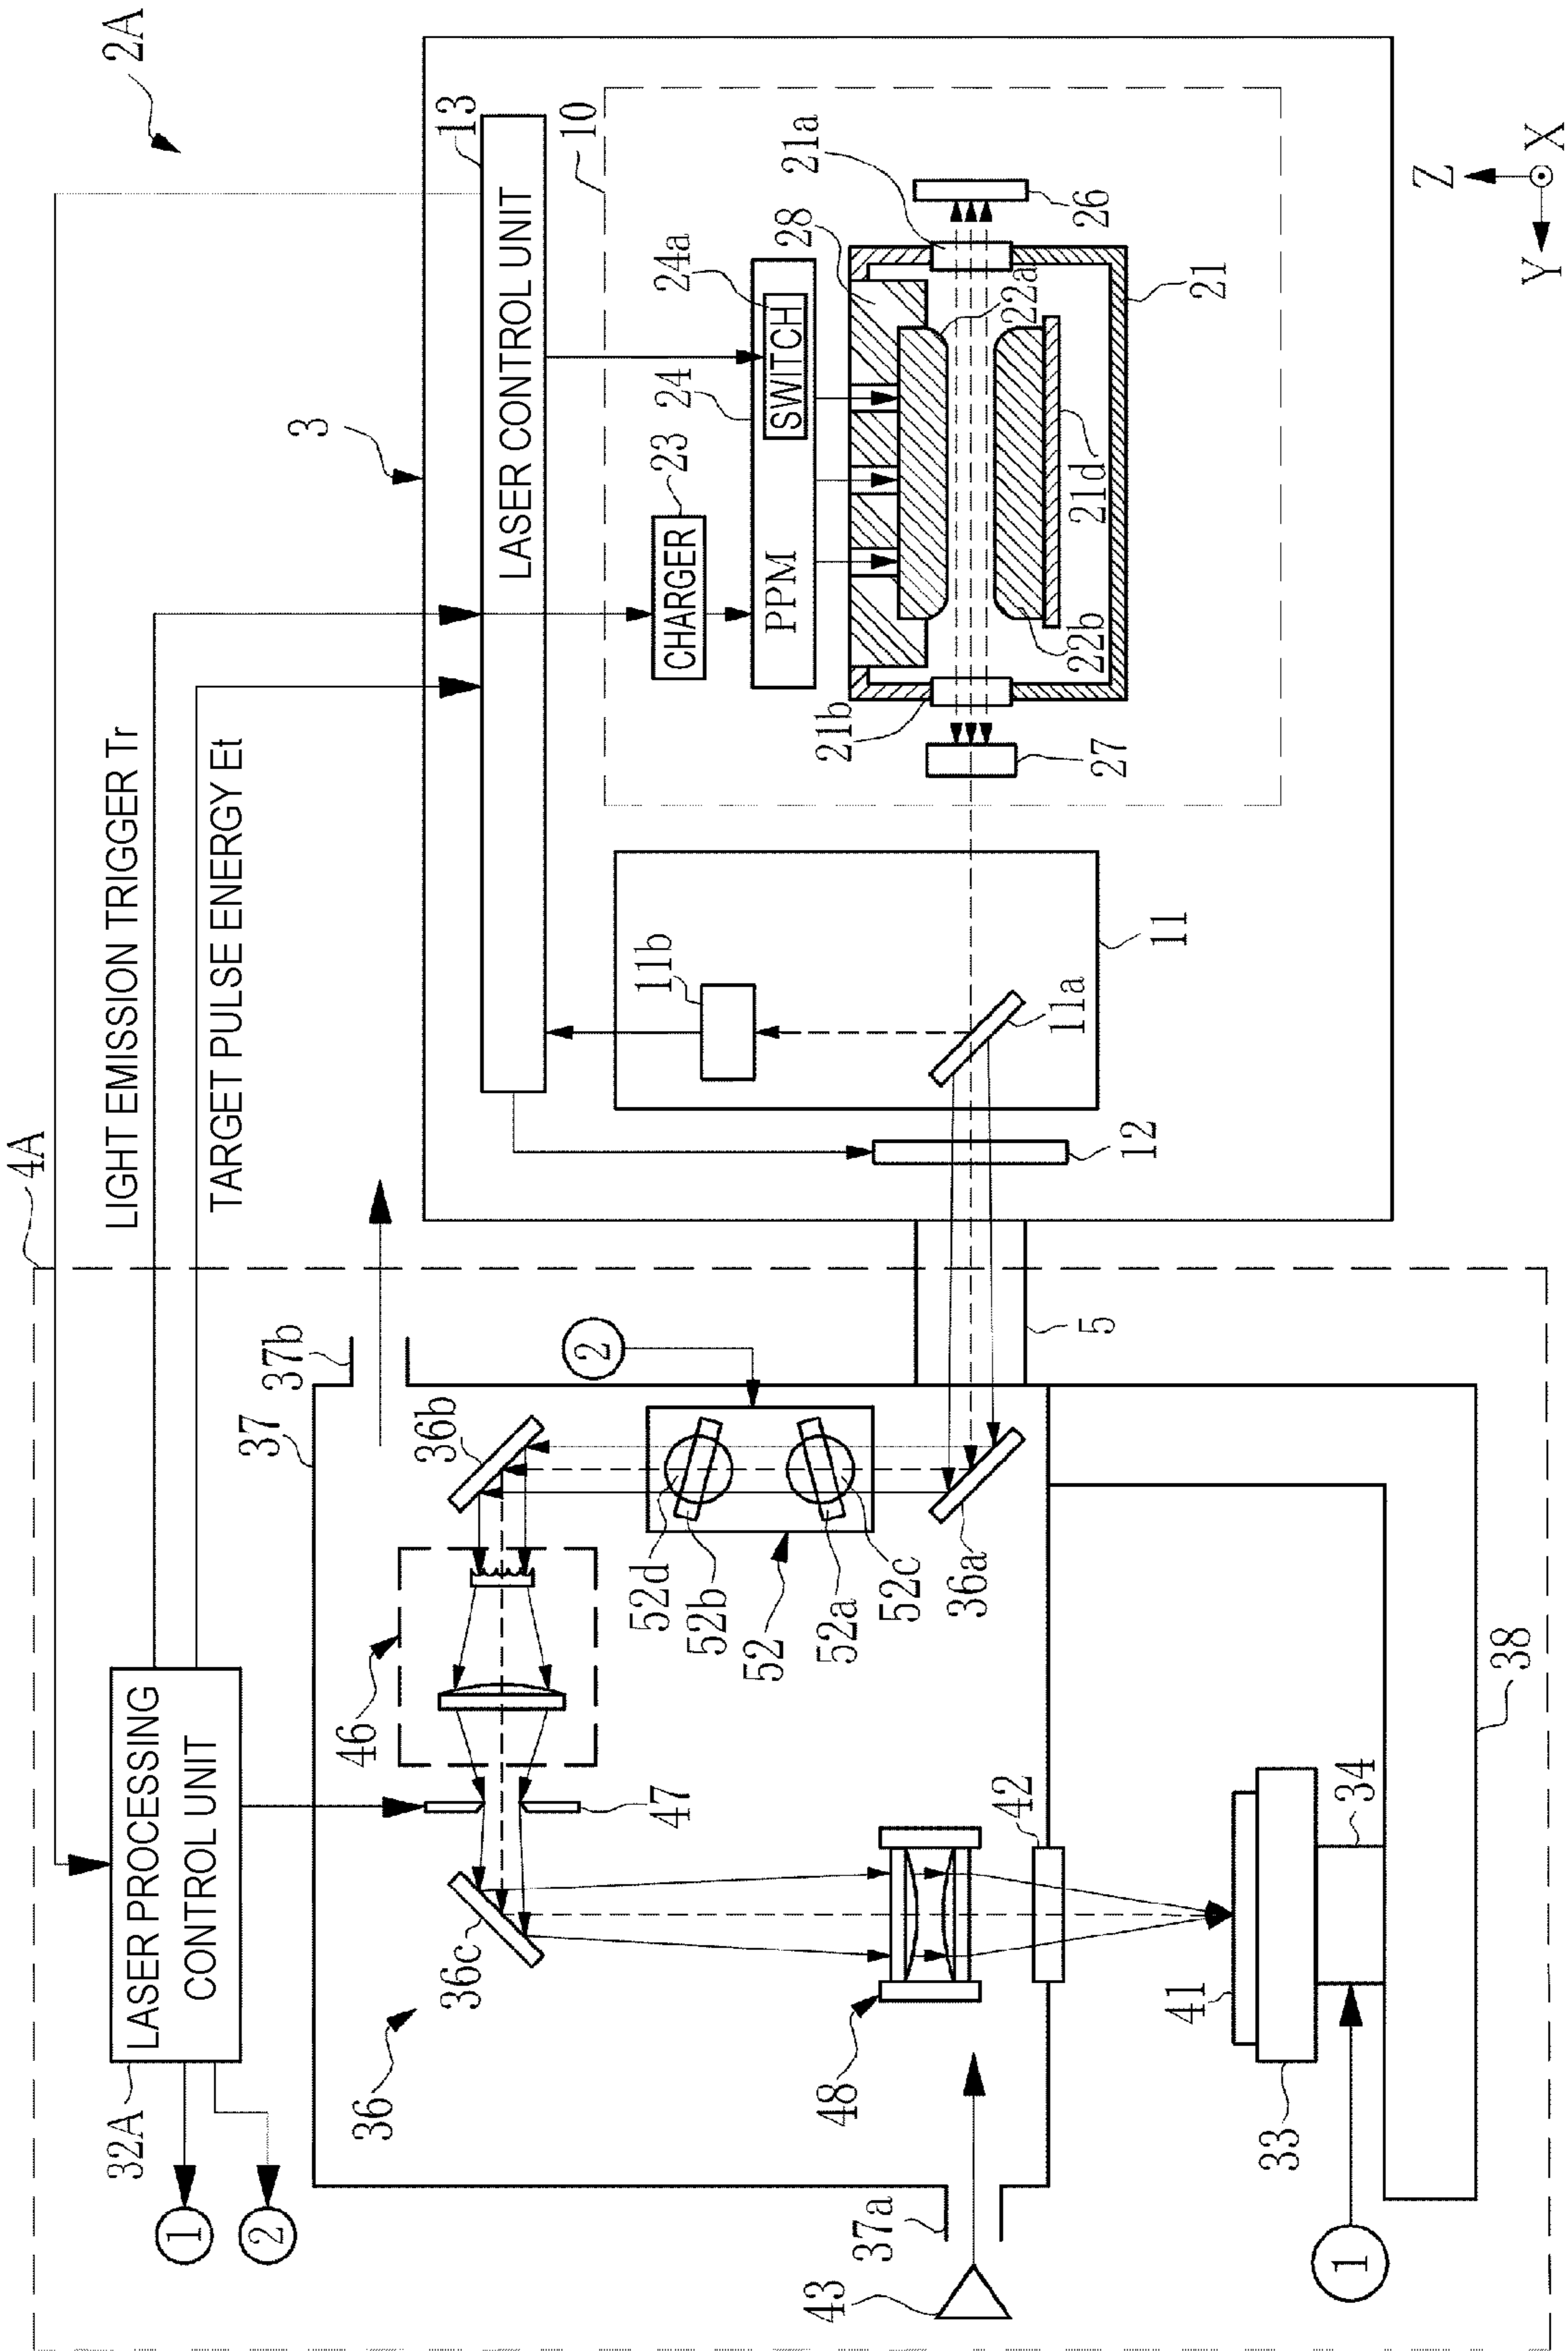 2A
4A
LIGHT EMISSION TRIGGER Tr
TARGET PULSE ENERGY Et
LASER PROCESSING
CONTROL UNIT
32A
1
2
3
13
LASER CONTROL UNIT
10
CHARGER
23
24
24a
SWITCH
PPM
28
21a
26
22a
21
21d
22b
21b
27
11
11a
11b
12
5
37
37b
2
36b
52d
52b
52
52a
52c
36a
46
47
36c
36
48
42
37a
43
41
33
34
1
38
Z
Y
X